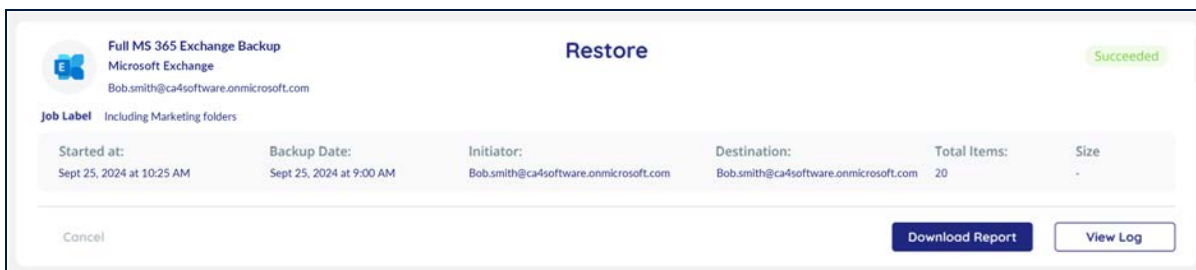 Full MS 365 Exchange Backup
Restore
Succeeded
E
Microsoft Exchange
Bob.smith@ca4software.onmicrosoft.com
Job Label Including Marketing folders
Started at: Backup Date: Initiator: Destination: Total Items: Size
Sept 25, 2024 at 10:25 AM Sept 25, 2024 at 9:00 AM Bob.smith@ca4software.onmicrosoft.com Bob.smith@ca4software.onmicrosoft.com 20 -
Cancel Download Report View Log